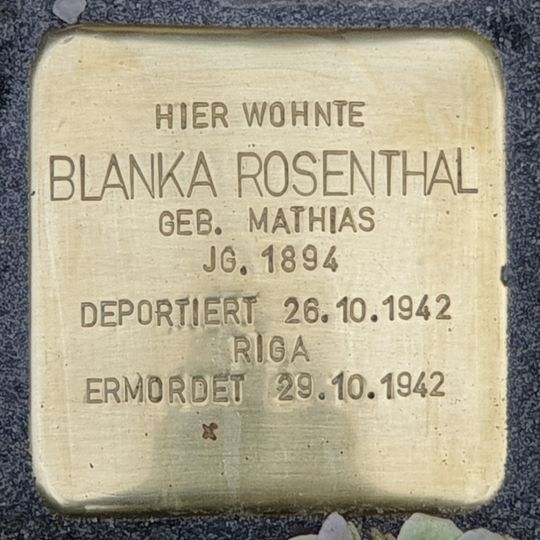 HIER WOHNTE
BLANKA ROSENTHAL
GEB. MATHIAS
JG. 1894
DEPORTIERT 26.10.1942
RIGA
ERMORDET 29.10.1942